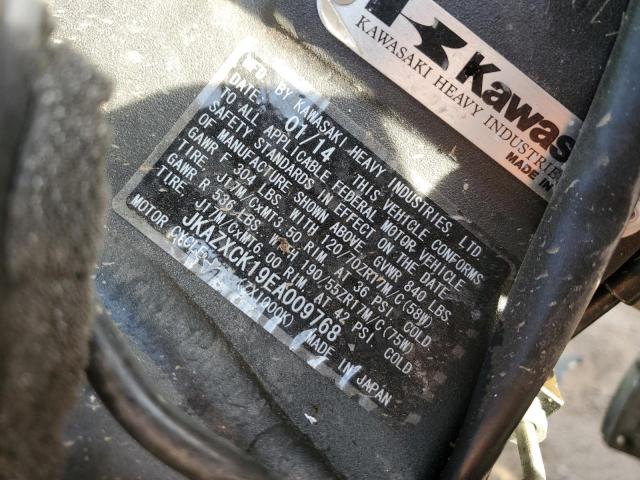 K Kawas
KAWASAKI HEAVY INDUSTRIES
MADE IN
MFD. BY KAWASAKI HEAVY INDUSTRIES, LTD.
DATE: 01/14 THIS VEHICLE CONFORMS
TO ALL APPLICABLE FEDERAL MOTOR VEHICLE
SAFETY STANDARDS IN EFFECT ON THE DATE
OF MANUFACTURE SHOWN ABOVE. GVWR 840 LBS
GAWR F 304 LBS WITH 120/70ZR17M/C(58W)
TIRE, J17M/CXMT3.50 RIM AT 36 PSI COLD
GAWR R 536 LBS WITH 190/55ZR17M/C(75W)
TIRE, J17M/CXMT6.00 RIM AT 42 PSI COLD
JKAZXCK19EA009768
MOTOR (ZX1000K) MADE IN JAPAN